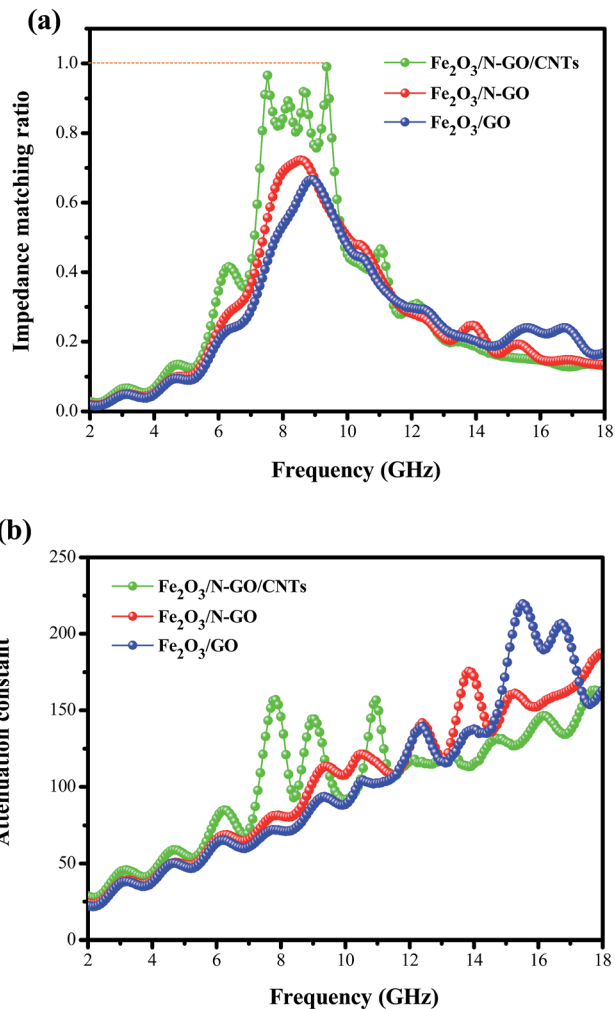 (a)
Impedance matching ratio
1.0
0.8
0.6
0.4
0.2
0.0
Fe₂O₃/N-GO/CNTs
Fe₂O₃/N-GO
Fe₂O₃/GO
2 4 6 8 10 12 14 16 18
Frequency (GHz)
(b)
Attenuation constant
250
200
150
100
50
0
Fe₂O₃/N-GO/CNTs
Fe₂O₃/N-GO
Fe₂O₃/GO
2 4 6 8 10 12 14 16 18
Frequency (GHz)